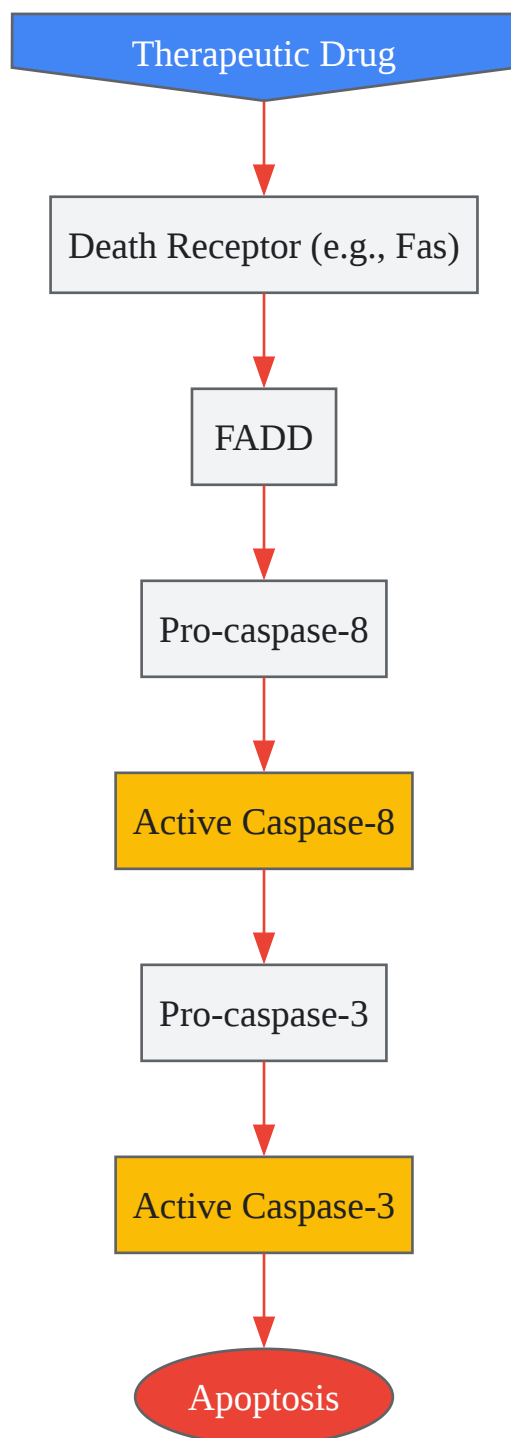 Therapeutic Drug
Death Receptor (e.g., Fas)
FADD
Pro-caspase-8
Active Caspase-8
Pro-caspase-3
Active Caspase-3
Apoptosis